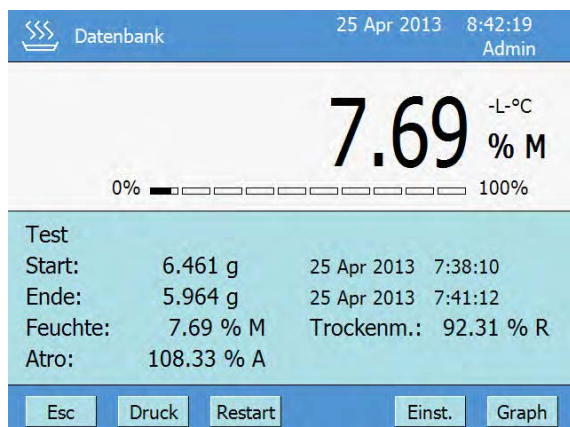 Datenbank 25 Apr 2013 8:42:19
Admin
7.69 -L-°C
% M
0% 100%
Test
Start: 6.461 g 25 Apr 2013 7:38:10
Ende: 5.964 g 25 Apr 2013 7:41:12
Feuchte: 7.69 % M Trockenm.: 92.31 % R
Atro: 108.33 % A
Esc Druck Restart Einst. Graph